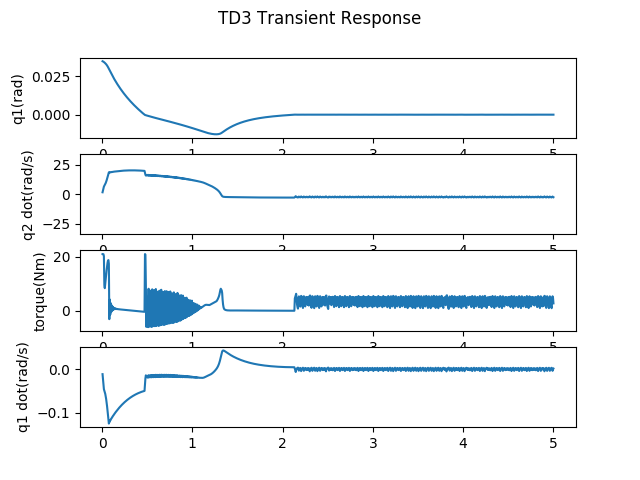 TD3 Transient Response
q1(rad)
0.025
0.000
0 1 2 3 4 5
q2 dot(rad/s)
25
0
−25
0 1 2 3 4 5
torque(Nm)
20
0
0 1 2 3 4 5
q1 dot(rad/s)
0.0
−0.1
0 1 2 3 4 5